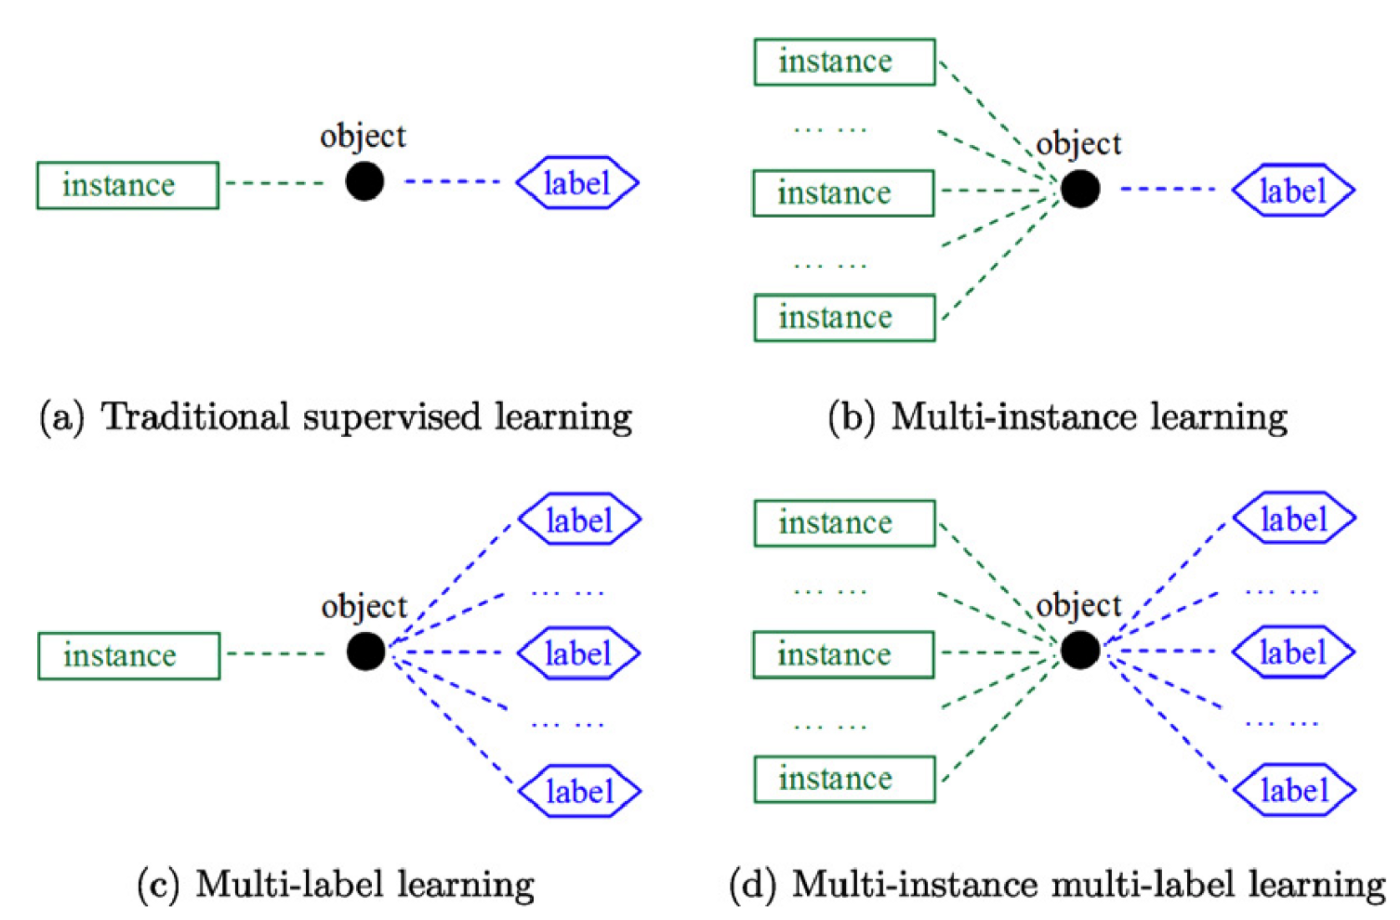 object
instance
label
(a) Traditional supervised learning
instance
... ...
object
instance
label
... ...
instance
(b) Multi-instance learning
label
... ...
object
instance
label
... ...
label
(c) Multi-label learning
instance
label
... ...
... ...
object
instance
label
... ...
... ...
instance
label
(d) Multi-instance multi-label learning